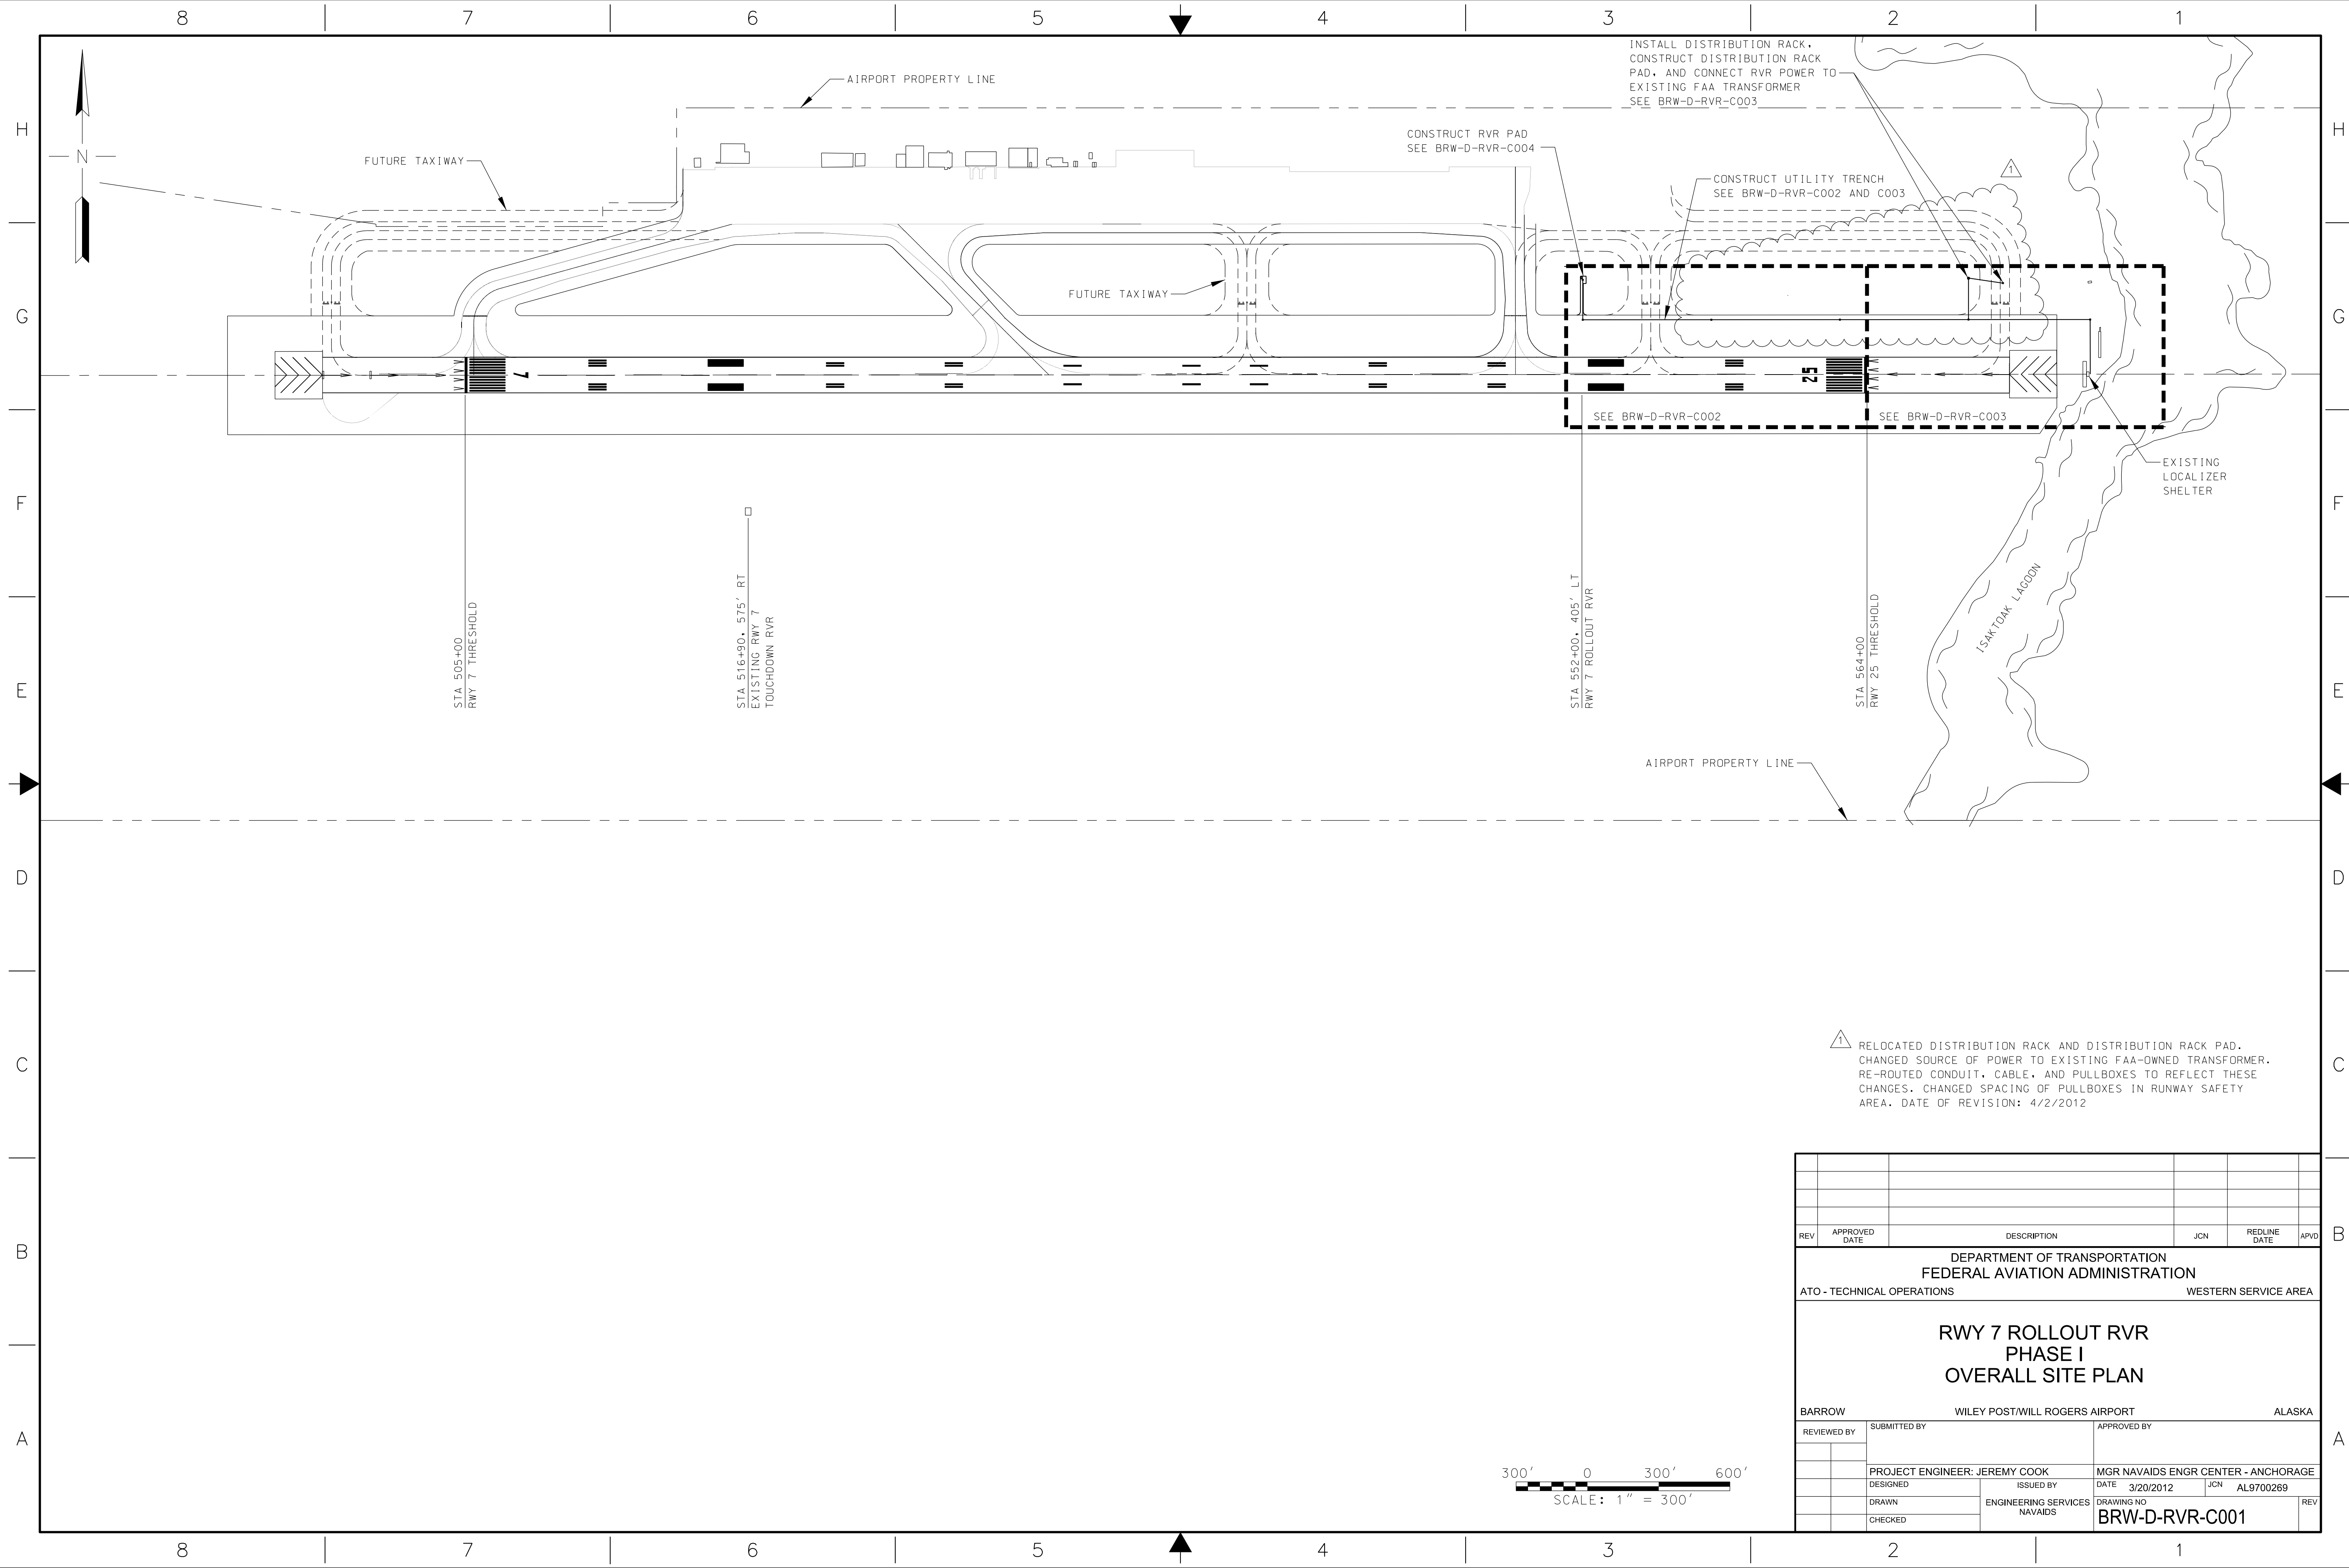 8 7 6 5 4 3 2 1
H
G
F
E
D
C
B
A
N
AIRPORT PROPERTY LINE
FUTURE TAXIWAY
INSTALL DISTRIBUTION RACK,
CONSTRUCT DISTRIBUTION RACK
PAD, AND CONNECT RVR POWER TO
EXISTING FAA TRANSFORMER
SEE BRW-D-RVR-C003
CONSTRUCT RVR PAD
SEE BRW-D-RVR-C004
CONSTRUCT UTILITY TRENCH
SEE BRW-D-RVR-C002 AND C003
1
FUTURE TAXIWAY
7
25
SEE BRW-D-RVR-C002
SEE BRW-D-RVR-C003
EXISTING
LOCALIZER
SHELTER
STA 505+00
RWY 7 THRESHOLD
STA 516+90, 575' RT
EXISTING RWY 7
TOUCHDOWN RVR
STA 552+00, 405' LT
RWY 7 ROLLOUT RVR
STA 564+00
RWY 25 THRESHOLD
ISAKTOAK LAGOON
AIRPORT PROPERTY LINE
1
RELOCATED DISTRIBUTION RACK AND DISTRIBUTION RACK PAD.
CHANGED SOURCE OF POWER TO EXISTING FAA-OWNED TRANSFORMER.
RE-ROUTED CONDUIT, CABLE, AND PULLBOXES TO REFLECT THESE
CHANGES. CHANGED SPACING OF PULLBOXES IN RUNWAY SAFETY
AREA. DATE OF REVISION: 4/2/2012
REV APPROVED DATE DESCRIPTION JCN REDLINE DATE APVD
DEPARTMENT OF TRANSPORTATION
FEDERAL AVIATION ADMINISTRATION
ATO - TECHNICAL OPERATIONS WESTERN SERVICE AREA
RWY 7 ROLLOUT RVR
PHASE I
OVERALL SITE PLAN
BARROW WILEY POST/WILL ROGERS AIRPORT ALASKA
REVIEWED BY SUBMITTED BY APPROVED BY
PROJECT ENGINEER: JEREMY COOK MGR NAVAIDS ENGR CENTER - ANCHORAGE
DESIGNED ISSUED BY DATE 3/20/2012 JCN AL9700269
DRAWN ENGINEERING SERVICES
NAVAIDS
DRAWING NO REV
CHECKED BRW-D-RVR-C001
300' 0 300' 600'
SCALE: 1" = 300'
H
G
F
E
D
C
B
A
8 7 6 5 4 3 2 1